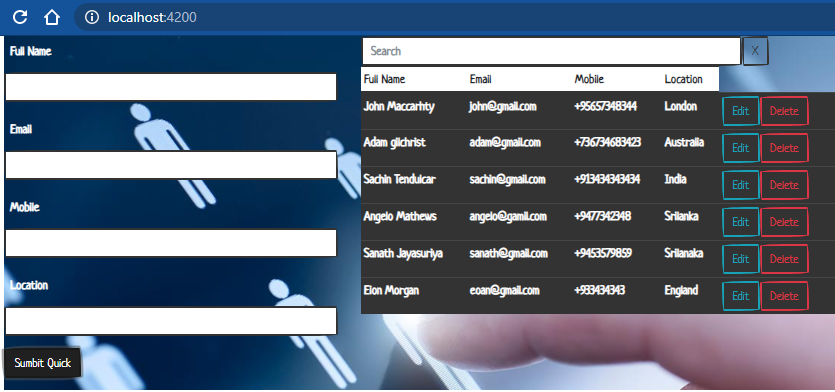 localhost:4200
Full Name
Email
Mobile
Location
Sumbit Quick
Search X
Full Name Email Mobile Location
John Maccarhty john@gmail.com +95657348344 London Edit Delete
Adam gilchrist adam@gmail.com +736734683423 Australia Edit Delete
Sachin Tendulcar sachin@gmail.com +913434343434 India Edit Delete
Angelo Mathews angelo@gamil.com +9477342348 Srilanka Edit Delete
Sanath Jayasuriya sanath@gmail.com +9453579859 Srilanaka Edit Delete
Eion Morgan eoan@gmail.com +933434343 England Edit Delete